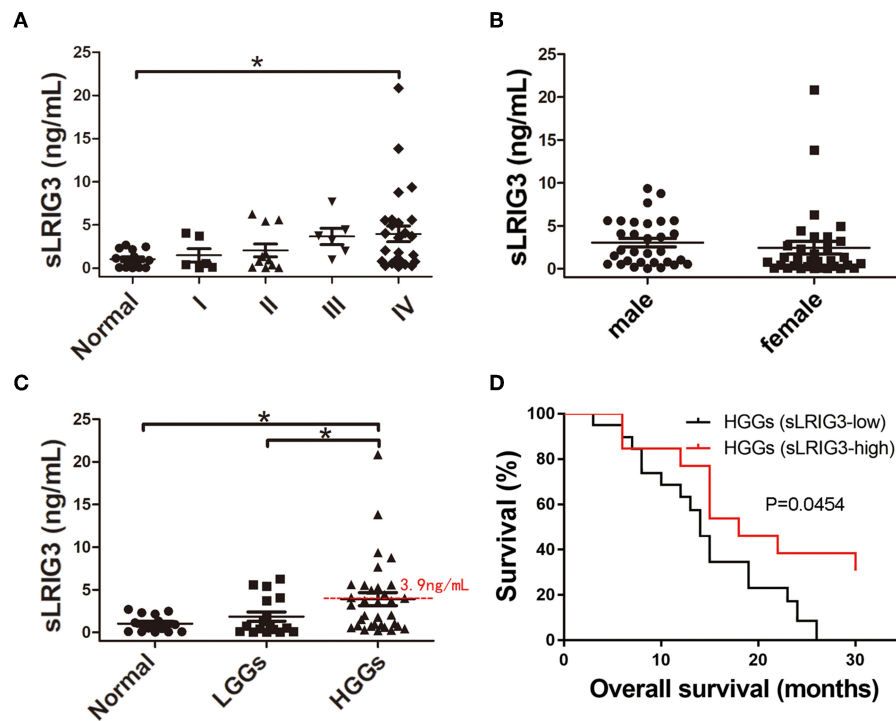 A
sLRIG3 (ng/mL)
25
20
15
10
5
0
*
Normal
I
II
III
IV
B
sLRIG3 (ng/mL)
25
20
15
10
5
0
male
female
C
sLRIG3 (ng/mL)
25
20
15
10
5
0
*
*
3.9ng/mL
Normal
LGGs
HGGs
D
Survival (%)
100
80
60
40
20
0
HGGs (sLRIG3-low)
HGGs (sLRIG3-high)
P=0.0454
0
10
20
30
Overall survival (months)